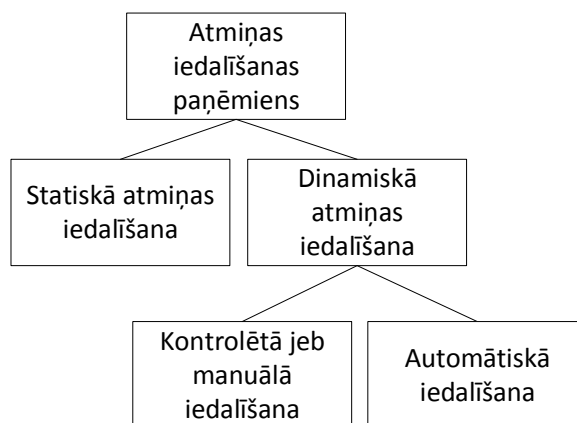 Atmiņas
iedalīšanas
paņēmiens
Statiskā atmiņas
iedalīšana
Dinamiskā
atmiņas
iedalīšana
Kontrolētā jeb
manuālā
iedalīšana
Automātiskā
iedalīšana